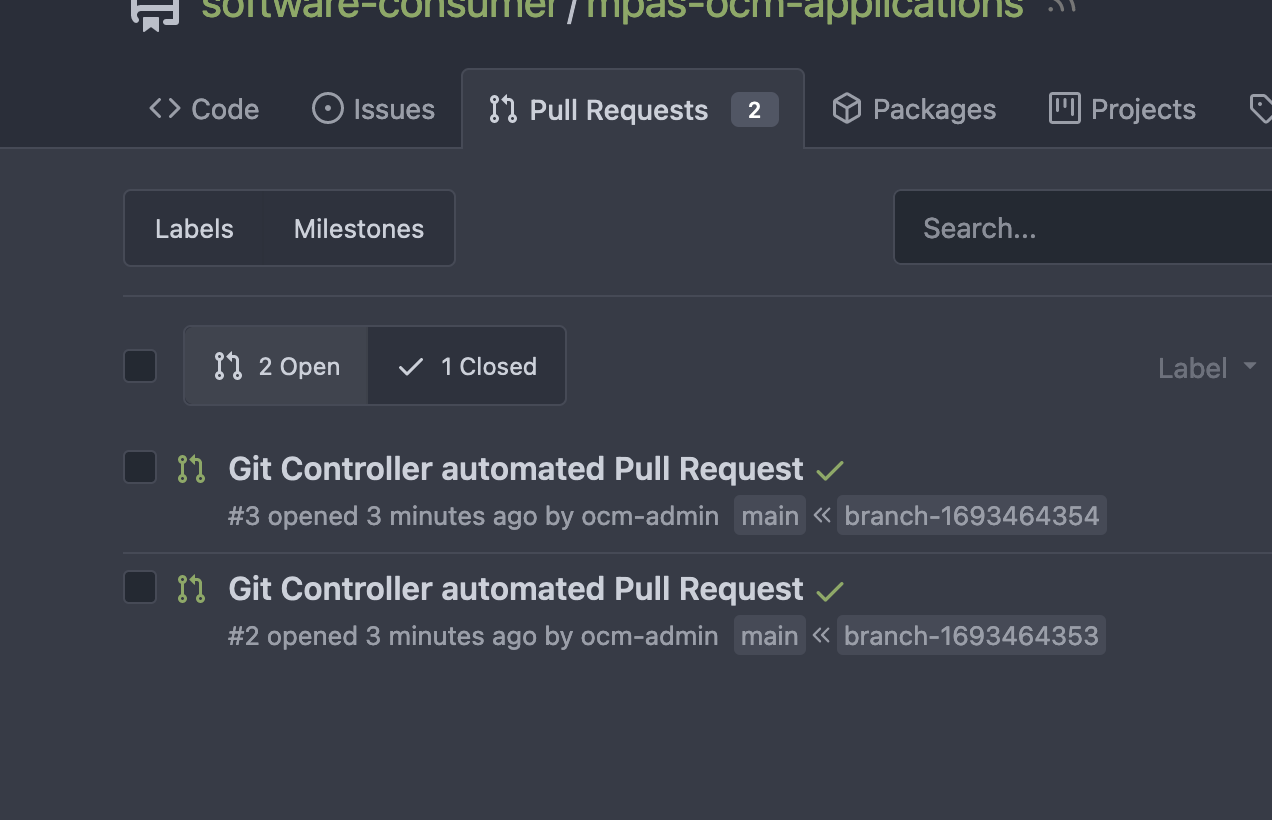 software-consumer/mpas-ocm-applications
Code Issues Pull Requests 2 Packages Projects
Labels Milestones Search...
2 Open 1 Closed Label
Git Controller automated Pull Request
#3 opened 3 minutes ago by ocm-admin main « branch-1693464354
Git Controller automated Pull Request
#2 opened 3 minutes ago by ocm-admin main « branch-1693464353